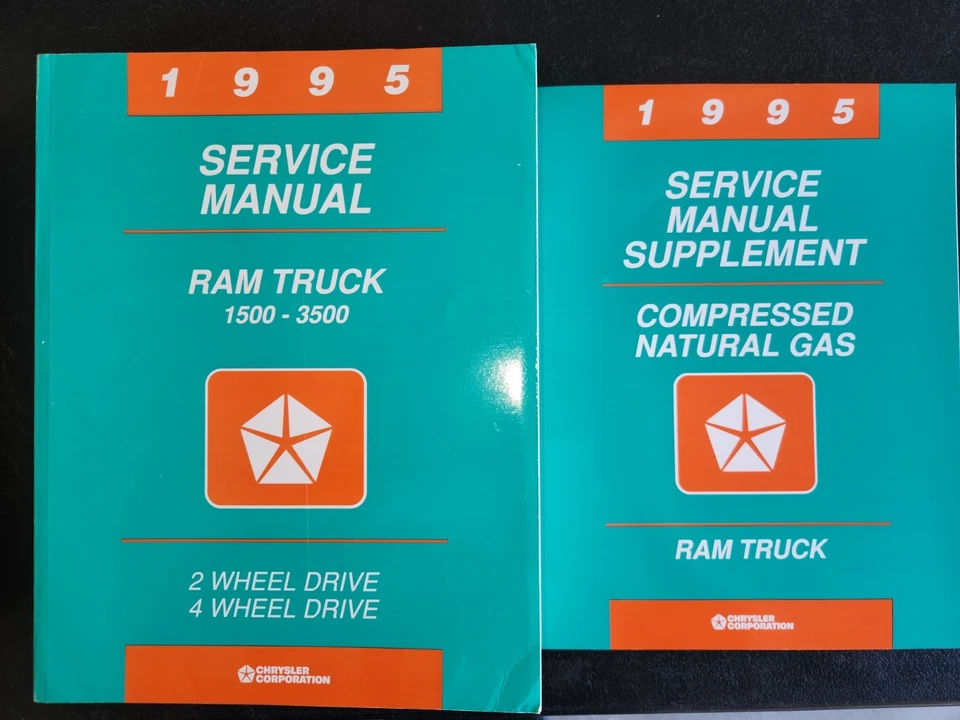 1 9 9 5
SERVICE
MANUAL
RAM TRUCK
1500 - 3500
2 WHEEL DRIVE
4 WHEEL DRIVE
CHRYSLER
CORPORATION
1 9 9 5
SERVICE
MANUAL
SUPPLEMENT
COMPRESSED
NATURAL GAS
RAM TRUCK
CHRYSLER
CORPORATION